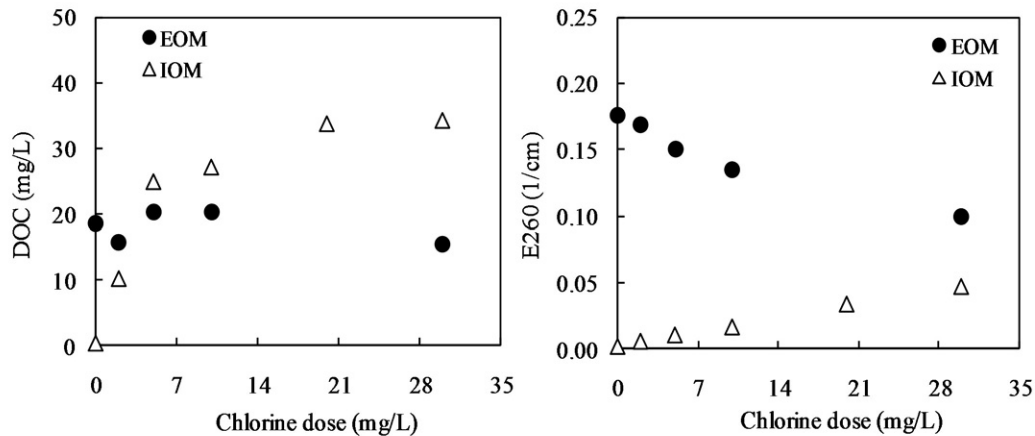 50
40
30
20
10
0
DOC (mg/L)
EOM
IOM
0 7 14 21 28 35
Chlorine dose (mg/L)
0.25
0.20
0.15
0.10
0.05
0.00
E260 (1/cm)
EOM
IOM
0 7 14 21 28 35
Chlorine dose (mg/L)